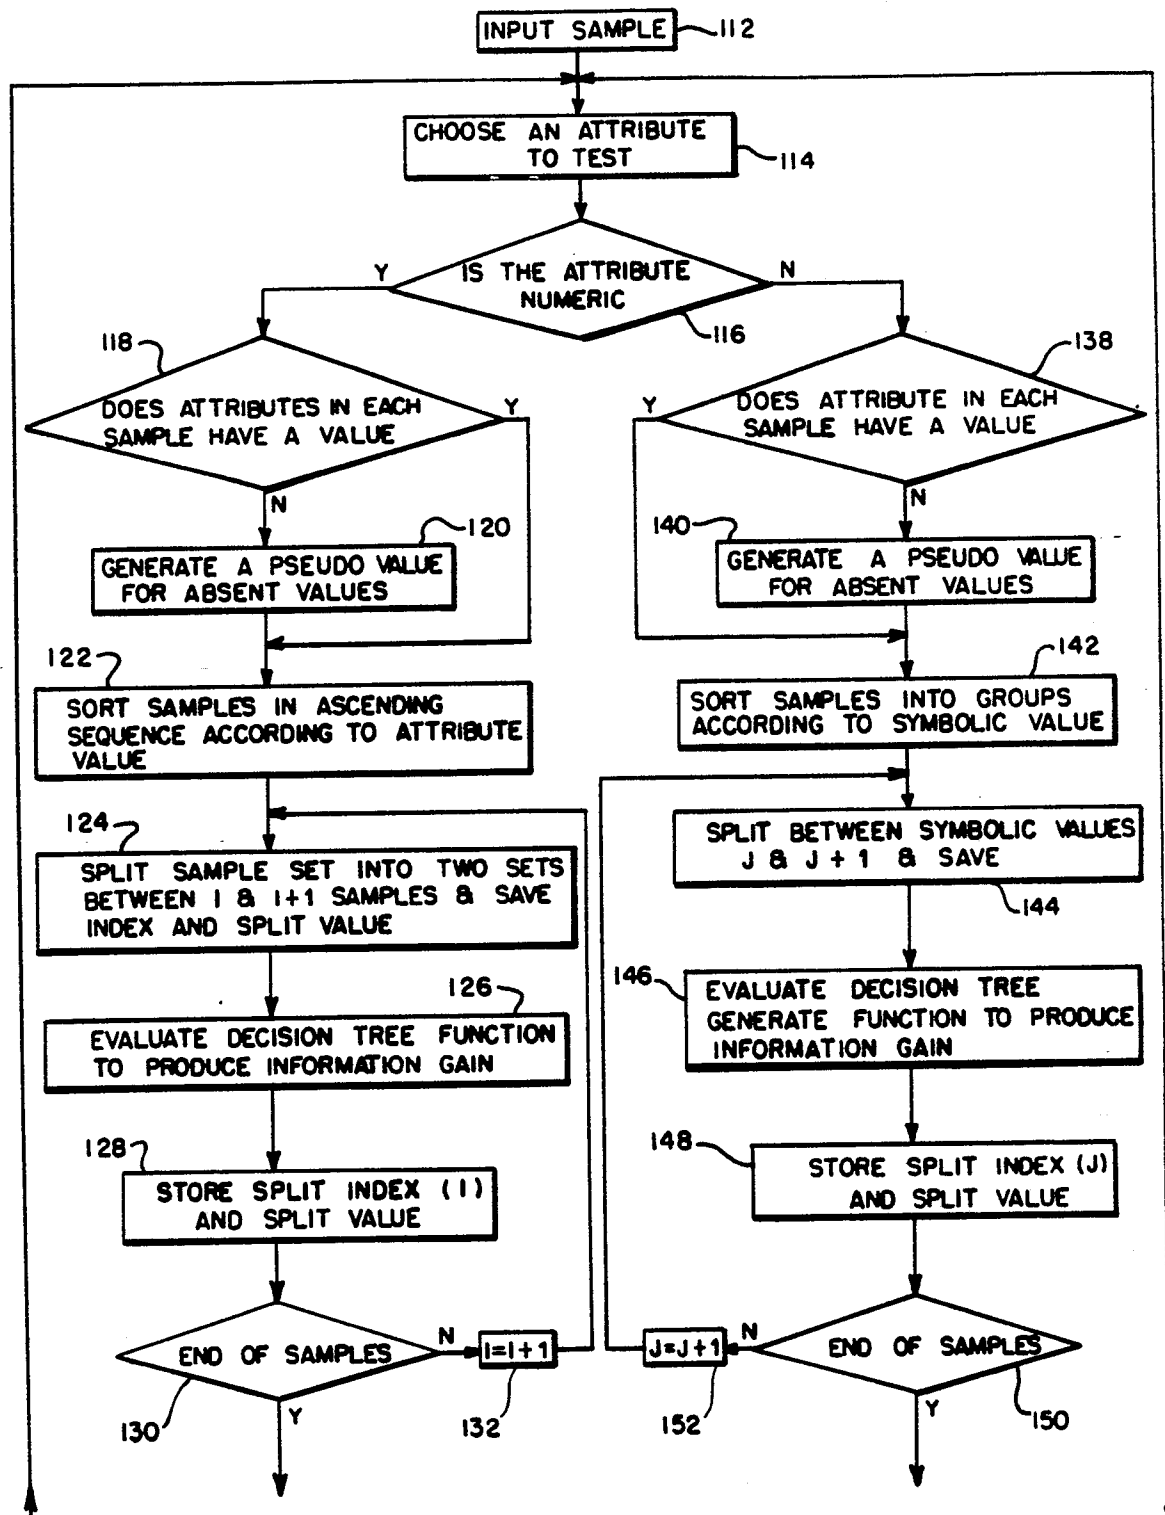 INPUT SAMPLE
112
CHOOSE AN ATTRIBUTE
TO TEST
114
IS THE ATTRIBUTE
NUMERIC
Y
N
116
118
DOES ATTRIBUTES IN EACH
SAMPLE HAVE A VALUE
Y
N
120
GENERATE A PSEUDO VALUE
FOR ABSENT VALUES
122
SORT SAMPLES IN ASCENDING
SEQUENCE ACCORDING TO ATTRIBUTE
VALUE
124
SPLIT SAMPLE SET INTO TWO SETS
BETWEEN I & I+1 SAMPLES & SAVE
INDEX AND SPLIT VALUE
126
EVALUATE DECISION TREE FUNCTION
TO PRODUCE INFORMATION GAIN
128
STORE SPLIT INDEX (I)
AND SPLIT VALUE
END OF SAMPLES
N
I=I+1
130
Y
132
138
DOES ATTRIBUTE IN EACH
SAMPLE HAVE A VALUE
Y
N
140
GENERATE A PSEUDO VALUE
FOR ABSENT VALUES
142
SORT SAMPLES INTO GROUPS
ACCORDING TO SYMBOLIC VALUE
SPLIT BETWEEN SYMBOLIC VALUES
J & J+1 & SAVE
144
146
EVALUATE DECISION TREE
GENERATE FUNCTION TO PRODUCE
INFORMATION GAIN
148
STORE SPLIT INDEX (J)
AND SPLIT VALUE
END OF SAMPLES
N
J=J+1
152
Y
150